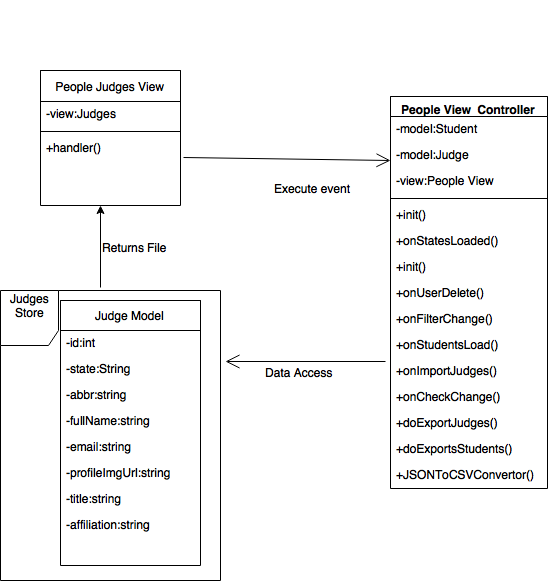 People Judges View
-view:Judges
+handler()
Execute event
People View Controller
-model:Student
-model:Judge
-view:People View
+init()
+onStatesLoaded()
+init()
+onUserDelete()
+onFilterChange()
+onStudentsLoad()
+onImportJudges()
+onCheckChange()
+doExportJudges()
+doExportsStudents()
+JSONToCSVConvertor()
Returns File
Data Access
Judges
Store
Judge Model
-id:int
-state:String
-abbr:string
-fullName:string
-email:string
-profileImgUrl:string
-title:string
-affiliation:string